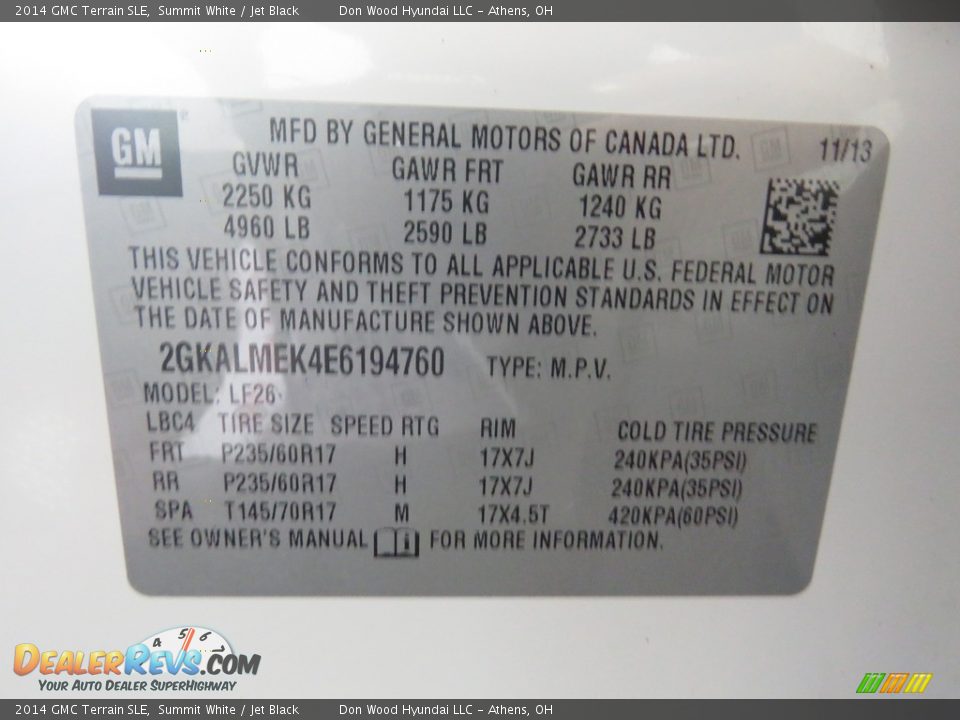 2014 GMC Terrain SLE, Summit White / Jet Black Don Wood Hyundai LLC - Athens, OH
GM
MFD BY GENERAL MOTORS OF CANADA LTD. 11/13
GVWR GAWR FRT GAWR RR
2250 KG 1175 KG 1240 KG
4960 LB 2590 LB 2733 LB
THIS VEHICLE CONFORMS TO ALL APPLICABLE U.S. FEDERAL MOTOR
VEHICLE SAFETY AND THEFT PREVENTION STANDARDS IN EFFECT ON
THE DATE OF MANUFACTURE SHOWN ABOVE.
2GKALMEK4E6194760 TYPE: M.P.V.
MODEL: LF26
LBC4 TIRE SIZE SPEED RTG RIM COLD TIRE PRESSURE
FRT P235/60R17 H 17X7J 240KPA(35PSI)
RR P235/60R17 H 17X7J 240KPA(35PSI)
SPA T145/70R17 M 17X4.5T 420KPA(60PSI)
SEE OWNER'S MANUAL FOR MORE INFORMATION.
4 5 6
DEALERREVS.COM
YOUR AUTO DEALER SUPERHIGHWAY
2014 GMC Terrain SLE, Summit White / Jet Black Don Wood Hyundai LLC - Athens, OH